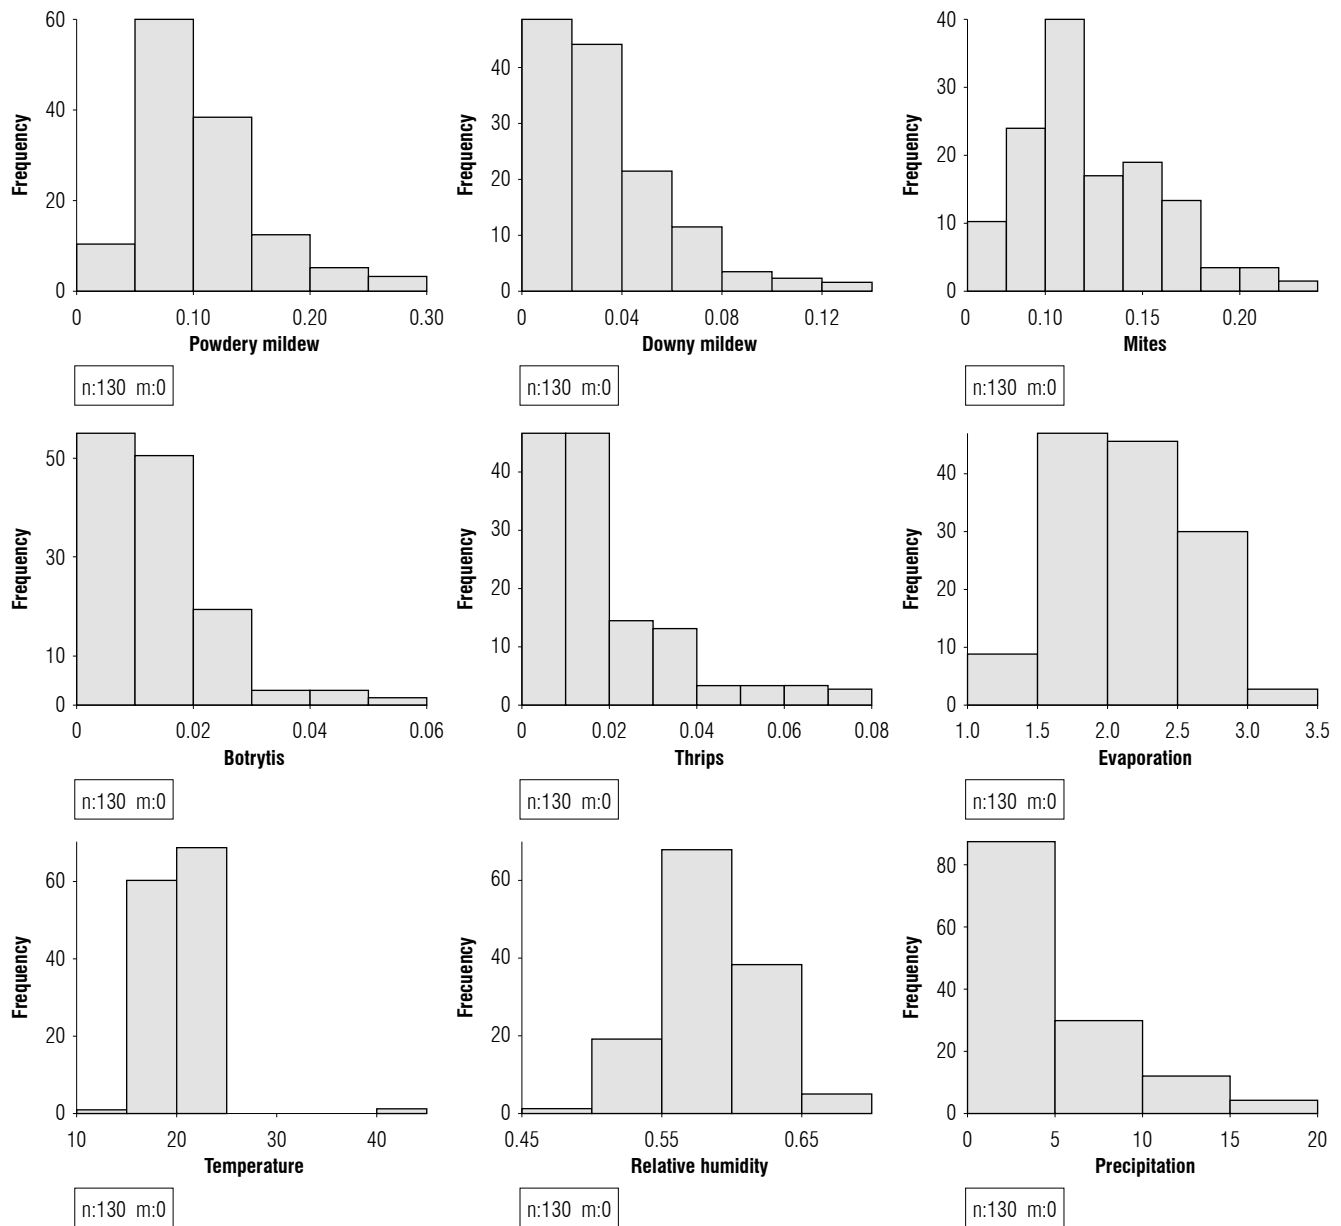 60
40
20
0
Frequency
0 0.10 0.20 0.30
Powdery mildew
n:130 m:0
40
30
20
10
0
Frequency
0 0.04 0.08 0.12
Downy mildew
n:130 m:0
40
30
20
10
0
Frequency
0 0.10 0.15 0.20
Mites
n:130 m:0
50
30
10
0
Frequency
0 0.02 0.04 0.06
Botrytis
n:130 m:0
40
30
20
10
0
Frequency
0 0.02 0.04 0.06 0.08
Thrips
n:130 m:0
40
30
20
10
0
Frequency
1.0 1.5 2.0 2.5 3.0 3.5
Evaporation
n:130 m:0
60
40
20
0
Frequency
10 20 30 40
Temperature
n:130 m:0
60
40
20
0
Frecuency
0.45 0.55 0.65
Relative humidity
n:130 m:0
80
60
40
20
0
Frequency
0 5 10 15 20
Precipitation
n:130 m:0